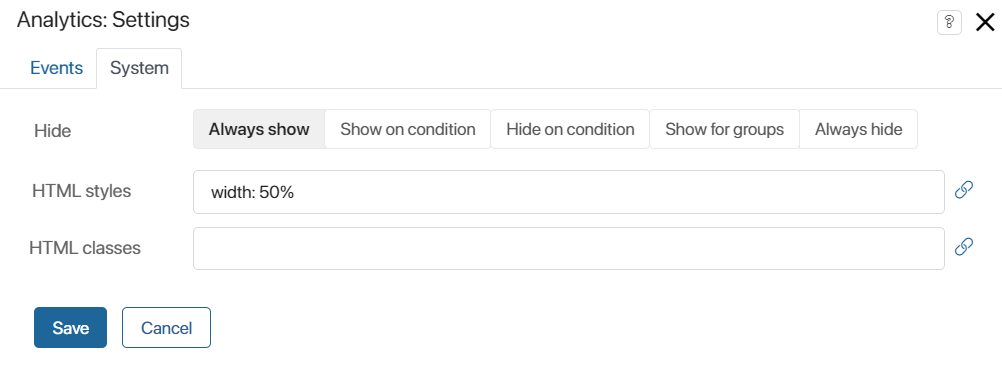 Analytics: Settings
?
Events System
Hide Always show Show on condition Hide on condition Show for groups Always hide
HTML styles width: 50%
HTML classes
Save Cancel